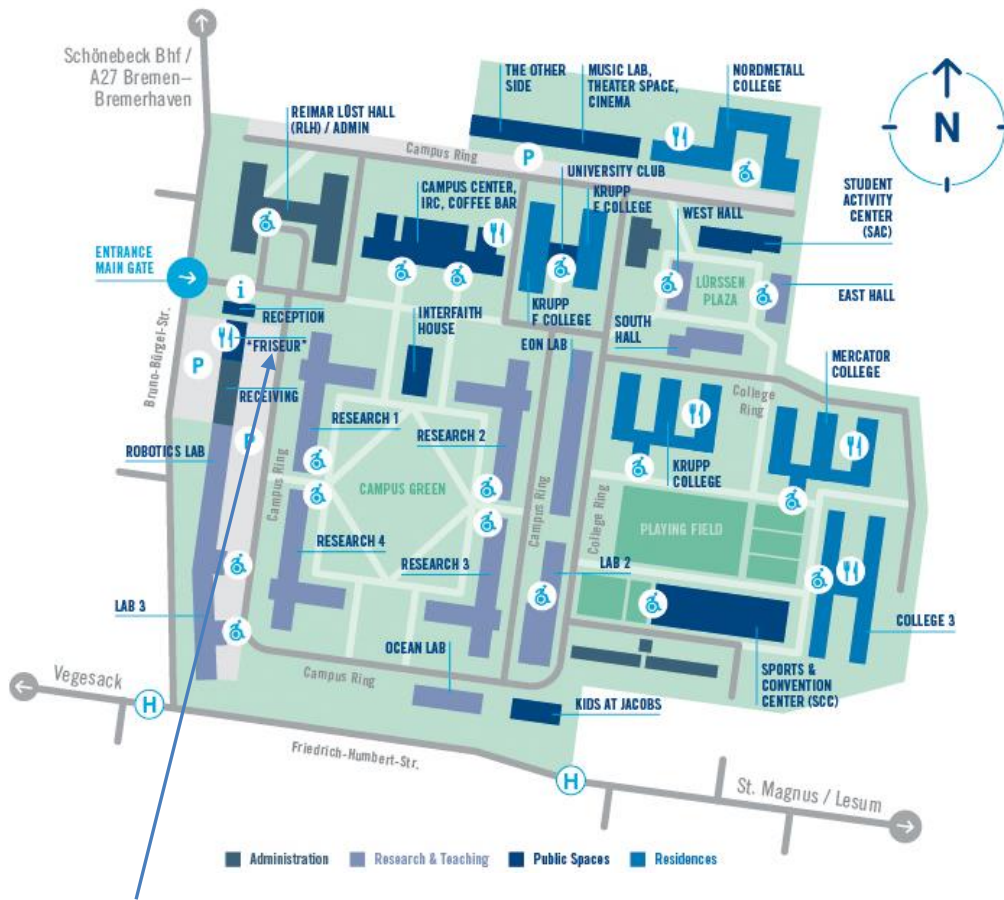 Schönebeck Bhf /
A27 Bremen–
Bremerhaven
THE OTHER
SIDE
MUSIC LAB,
THEATER SPACE,
CINEMA
NORDMETALL
COLLEGE
N
REIMAR LÜST HALL
(RLH) / ADMIN
Campus Ring
P
UNIVERSITY CLUB
CAMPUS CENTER,
IRC, COFFEE BAR
KRUPP
E COLLEGE
WEST HALL
STUDENT
ACTIVITY
CENTER
(SAC)
ENTRANCE
MAIN GATE
i
LÜRSSEN
PLAZA
EAST HALL
RECEPTION
INTERFAITH
HOUSE
KRUPP
F COLLEGE
SOUTH
HALL
"FRISEUR"
EON LAB
MERCATOR
COLLEGE
P
Bruno-Bürgel-Str.
RECEIVING
College
Ring
RESEARCH 1
RESEARCH 2
ROBOTICS LAB
P
Campus Ring
CAMPUS GREEN
KRUPP
COLLEGE
Campus Ring
College Ring
PLAYING FIELD
RESEARCH 4
RESEARCH 3
LAB 2
LAB 3
COLLEGE 3
OCEAN LAB
Campus Ring
SPORTS &
CONVENTION
CENTER (SCC)
Vegesack
H
KIDS AT JACOBS
Friedrich-Humbert-Str.
H
St. Magnus / Lesum
Administration
Research & Teaching
Public Spaces
Residences